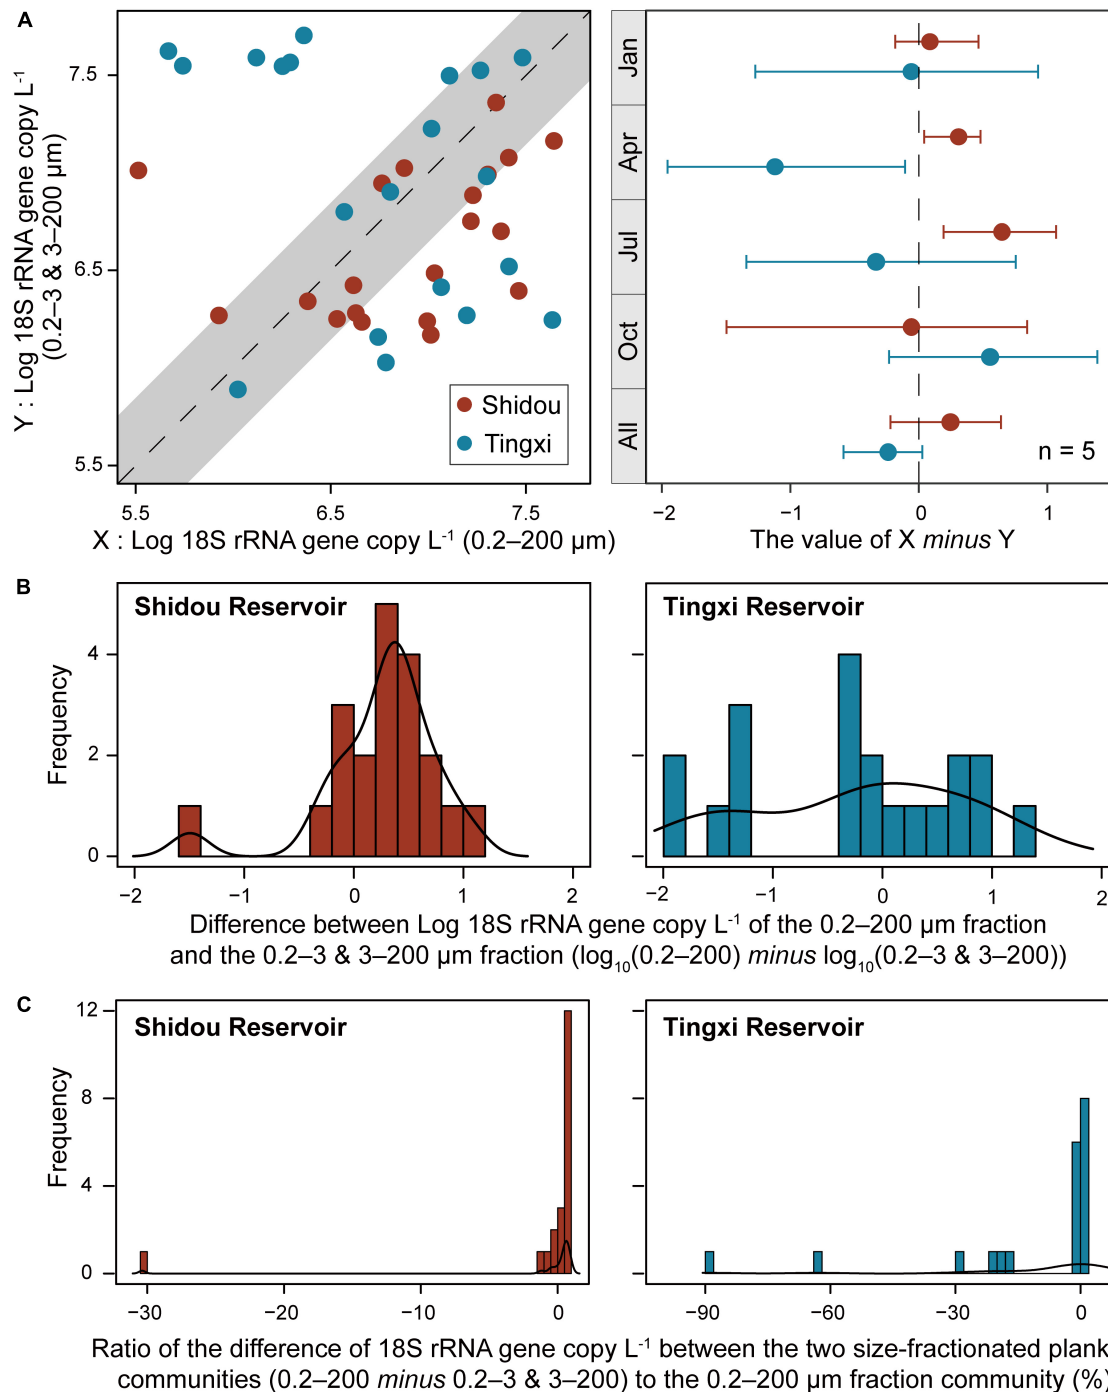 A
Y : Log 18S rRNA gene copy L⁻¹
(0.2–3 & 3–200 µm)
7.5
6.5
5.5
Shidou
Tingxi
5.5
6.5
7.5
X : Log 18S rRNA gene copy L⁻¹ (0.2–200 µm)
Jan
Apr
Jul
Oct
All
n = 5
−2
−1
0
1
The value of X minus Y
B
Shidou Reservoir
Tingxi Reservoir
Frequency
4
2
0
−2
−1
0
1
2
−2
−1
0
1
2
Difference between Log 18S rRNA gene copy L⁻¹ of the 0.2–200 µm fraction
and the 0.2–3 & 3–200 µm fraction (log₁₀(0.2–200) minus log₁₀(0.2–3 & 3–200))
C
Shidou Reservoir
Tingxi Reservoir
Frequency
12
8
4
0
−30
−20
−10
0
−90
−60
−30
0
Ratio of the difference of 18S rRNA gene copy L⁻¹ between the two size-fractionated plank
communities (0.2–200 minus 0.2–3 & 3–200) to the 0.2–200 µm fraction community (%)